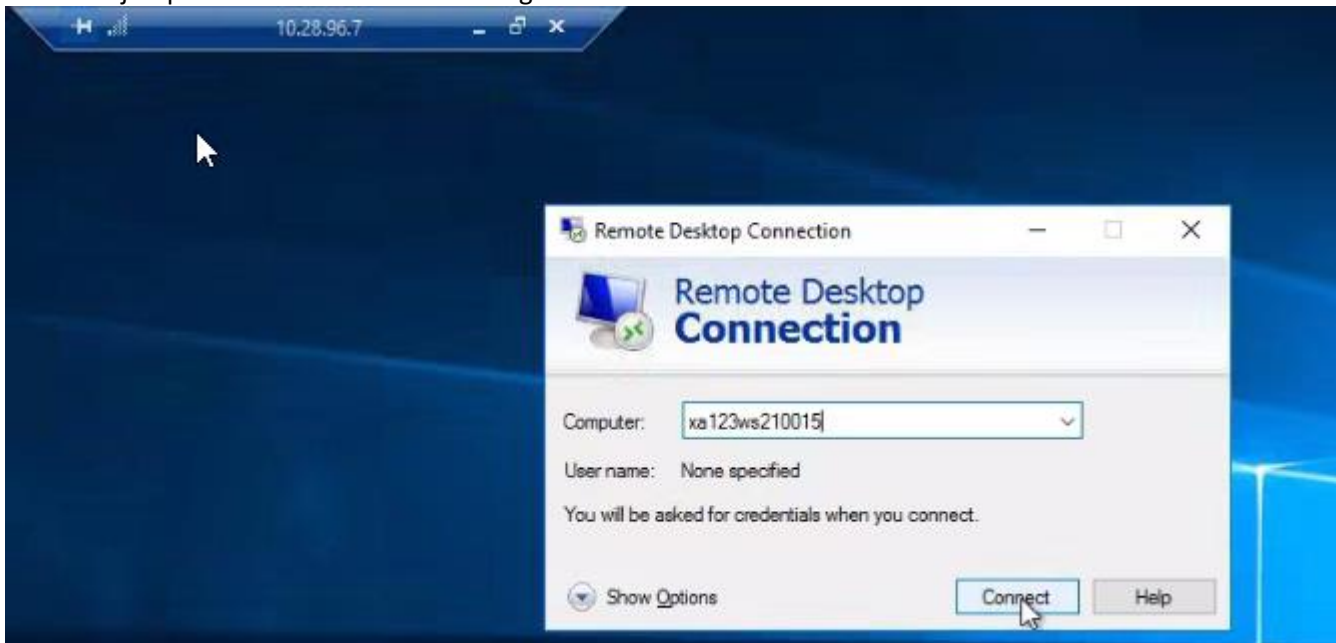 10.28.96.7
Remote Desktop Connection
Remote Desktop
Connection
Computer: xa123ws210015
User name: None specified
You will be asked for credentials when you connect.
Show Options Connect Help